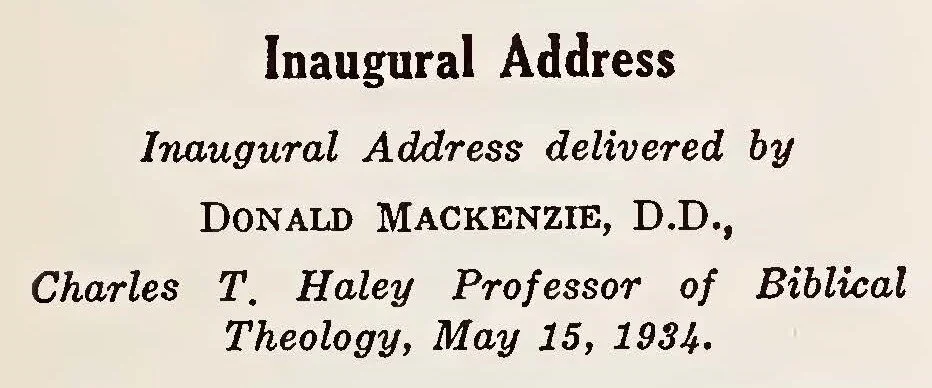 Inaugural Address
Inaugural Address delivered by
Donald Mackenzie, D.D.,
Charles T. Haley Professor of Biblical
Theology, May 15, 1934.